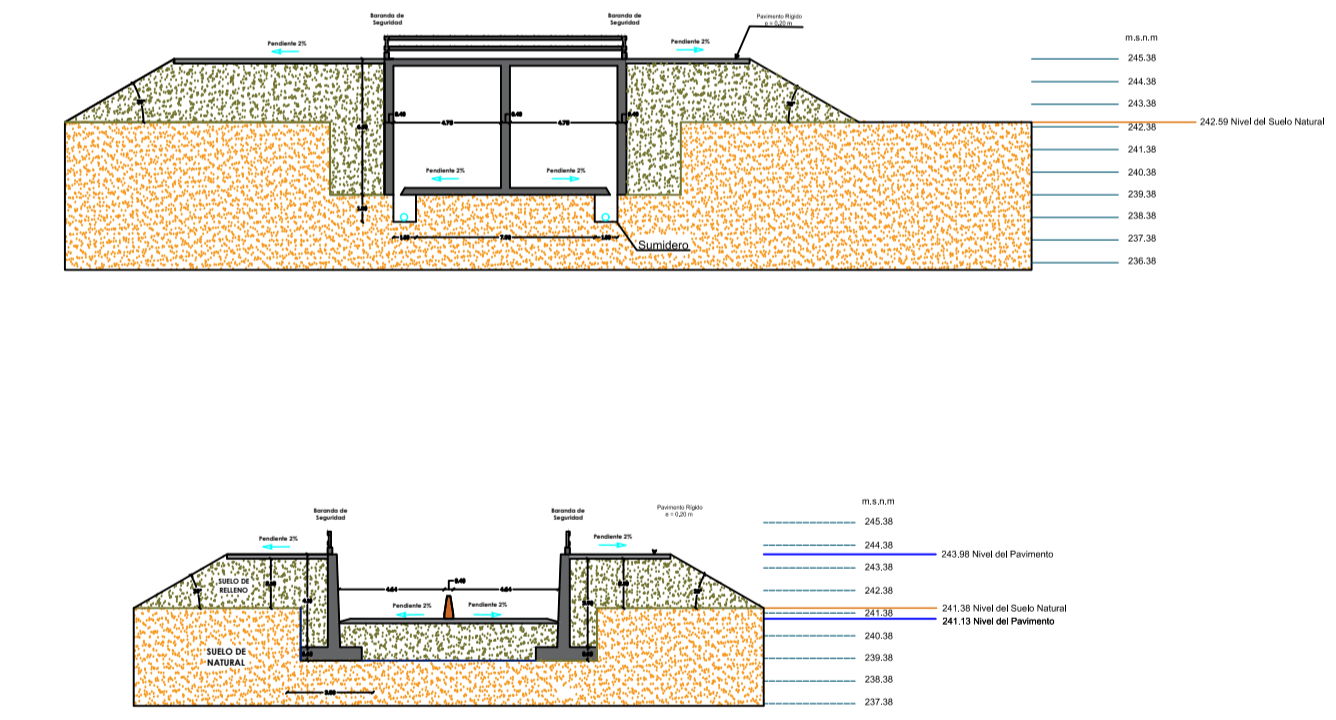 Baranda de
Seguridad
Baranda de
Seguridad
Pavimento Rígido
e = 0,20 m
Pendiente 2%
Pendiente 2%
m.s.n.m
245.38
244.38
243.38
242.38
241.38
240.38
239.38
238.38
237.38
236.38
242.59 Nivel del Suelo Natural
0.40
4.75
0.40
4.75
0.40
Pendiente 2%
Pendiente 2%
Sumidero
Baranda de
Seguridad
Baranda de
Seguridad
Pavimento Rígido
e = 0,20 m
Pendiente 2%
Pendiente 2%
m.s.n.m
245.38
244.38
243.38
242.38
241.38
240.38
239.38
238.38
237.38
243.98 Nivel del Pavimento
241.38 Nivel del Suelo Natural
241.13 Nivel del Pavimento
SUELO DE
RELLENO
4.64
0.40
4.64
Pendiente 2%
Pendiente 2%
SUELO DE
NATURAL